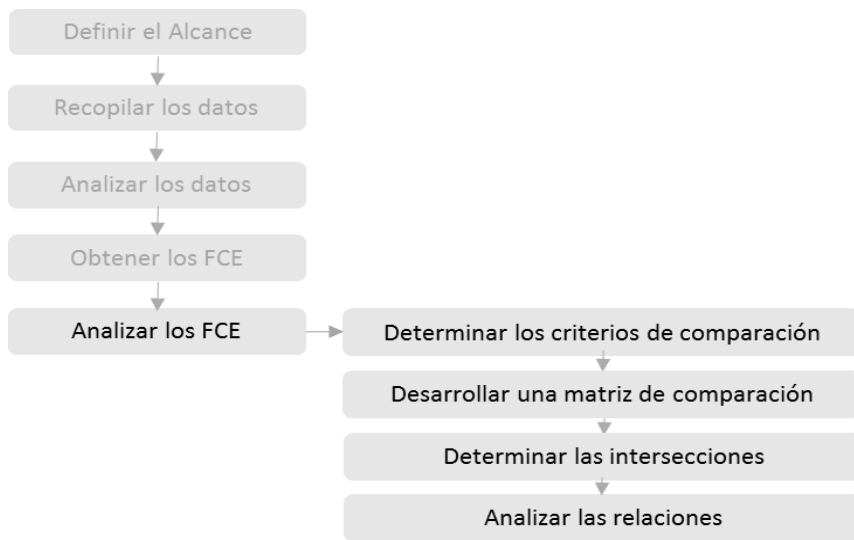 Definir el Alcance
Recopilar los datos
Analizar los datos
Obtener los FCE
Analizar los FCE
Determinar los criterios de comparación
Desarrollar una matriz de comparación
Determinar las intersecciones
Analizar las relaciones